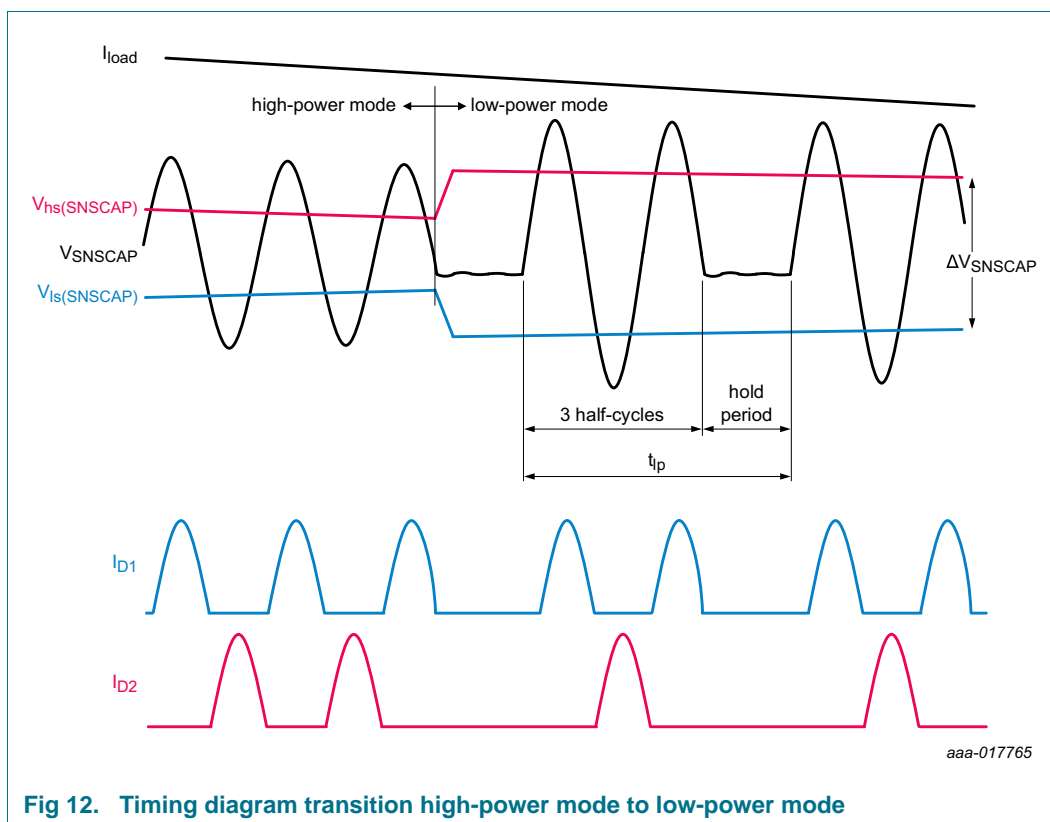 Iload
high-power mode
low-power mode
Vhs(SNSCAP)
VSNSCAP
Vls(SNSCAP)
ΔVSNSCAP
3 half-cycles
hold
period
tlp
ID1
ID2
aaa-017765
Fig 12. Timing diagram transition high-power mode to low-power mode